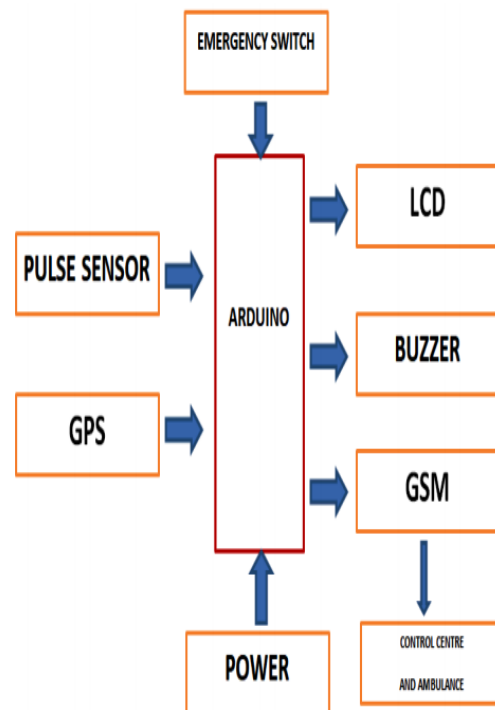 EMERGENCY SWITCH
LCD
PULSE SENSOR
ARDUINO
BUZZER
GPS
GSM
POWER
CONTROL CENTRE
AND AMBULANCE